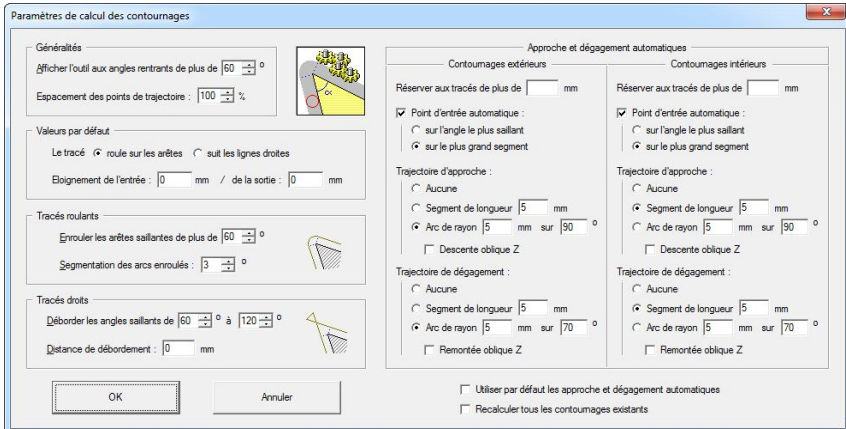 Paramètres de calcul des contournages
Généralités
Afficher l'outil aux angles rentrants de plus de 60 °
Espacement des points de trajectoire : 100 %
α
Valeurs par défaut
Le tracé roule sur les arêtes suit les lignes droites
Eloignement de l'entrée : 0 mm / de la sortie : 0 mm
Tracés roulants
Enrouler les arêtes saillantes de plus de 60 °
Segmentation des arcs enroulés : 3 °
Tracés droits
Déborder les angles saillants de 60 ° à 120 °
Distance de débordement : 0 mm
OK Annuler
Approche et dégagement automatiques
Contournages extérieurs
Réserver aux tracés de plus de mm
Point d'entrée automatique :
sur l'angle le plus saillant
sur le plus grand segment
Trajectoire d'approche :
Aucune
Segment de longueur 5 mm
Arc de rayon 5 mm sur 90 °
Descente oblique Z
Trajectoire de dégagement :
Aucune
Segment de longueur 5 mm
Arc de rayon 5 mm sur 70 °
Remontée oblique Z
Contournages intérieurs
Réserver aux tracés de plus de mm
Point d'entrée automatique :
sur l'angle le plus saillant
sur le plus grand segment
Trajectoire d'approche :
Aucune
Segment de longueur 5 mm
Arc de rayon 5 mm sur 90 °
Descente oblique Z
Trajectoire de dégagement :
Aucune
Segment de longueur 5 mm
Arc de rayon 5 mm sur 70 °
Remontée oblique Z
Utiliser par défaut les approche et dégagement automatiques
Recalculer tous les contournages existants